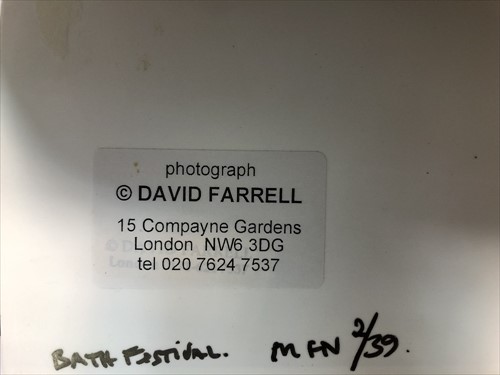 photograph
© DAVID FARRELL
15 Compayne Gardens
London NW6 3DG
tel 020 7624 7537
BATH FESTIVAL. MFN 2/39.